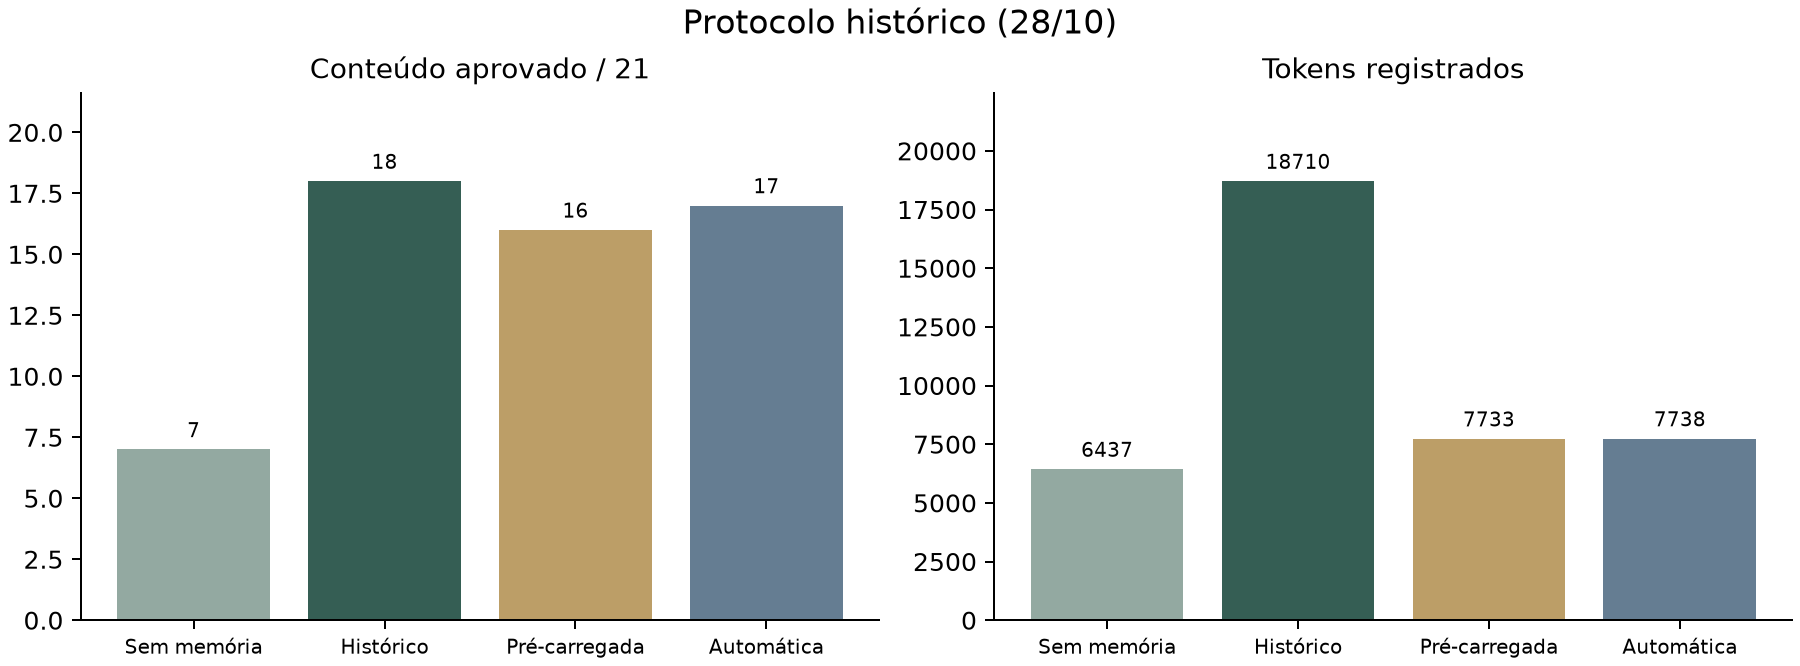 Protocolo histórico (28/10)
Conteúdo aprovado / 21
20.0
17.5
15.0
12.5
10.0
7.5
5.0
2.5
0.0
7
18
16
17
Sem memória
Histórico
Pré-carregada
Automática
Tokens registrados
20000
17500
15000
12500
10000
7500
5000
2500
0
6437
18710
7733
7738
Sem memória
Histórico
Pré-carregada
Automática